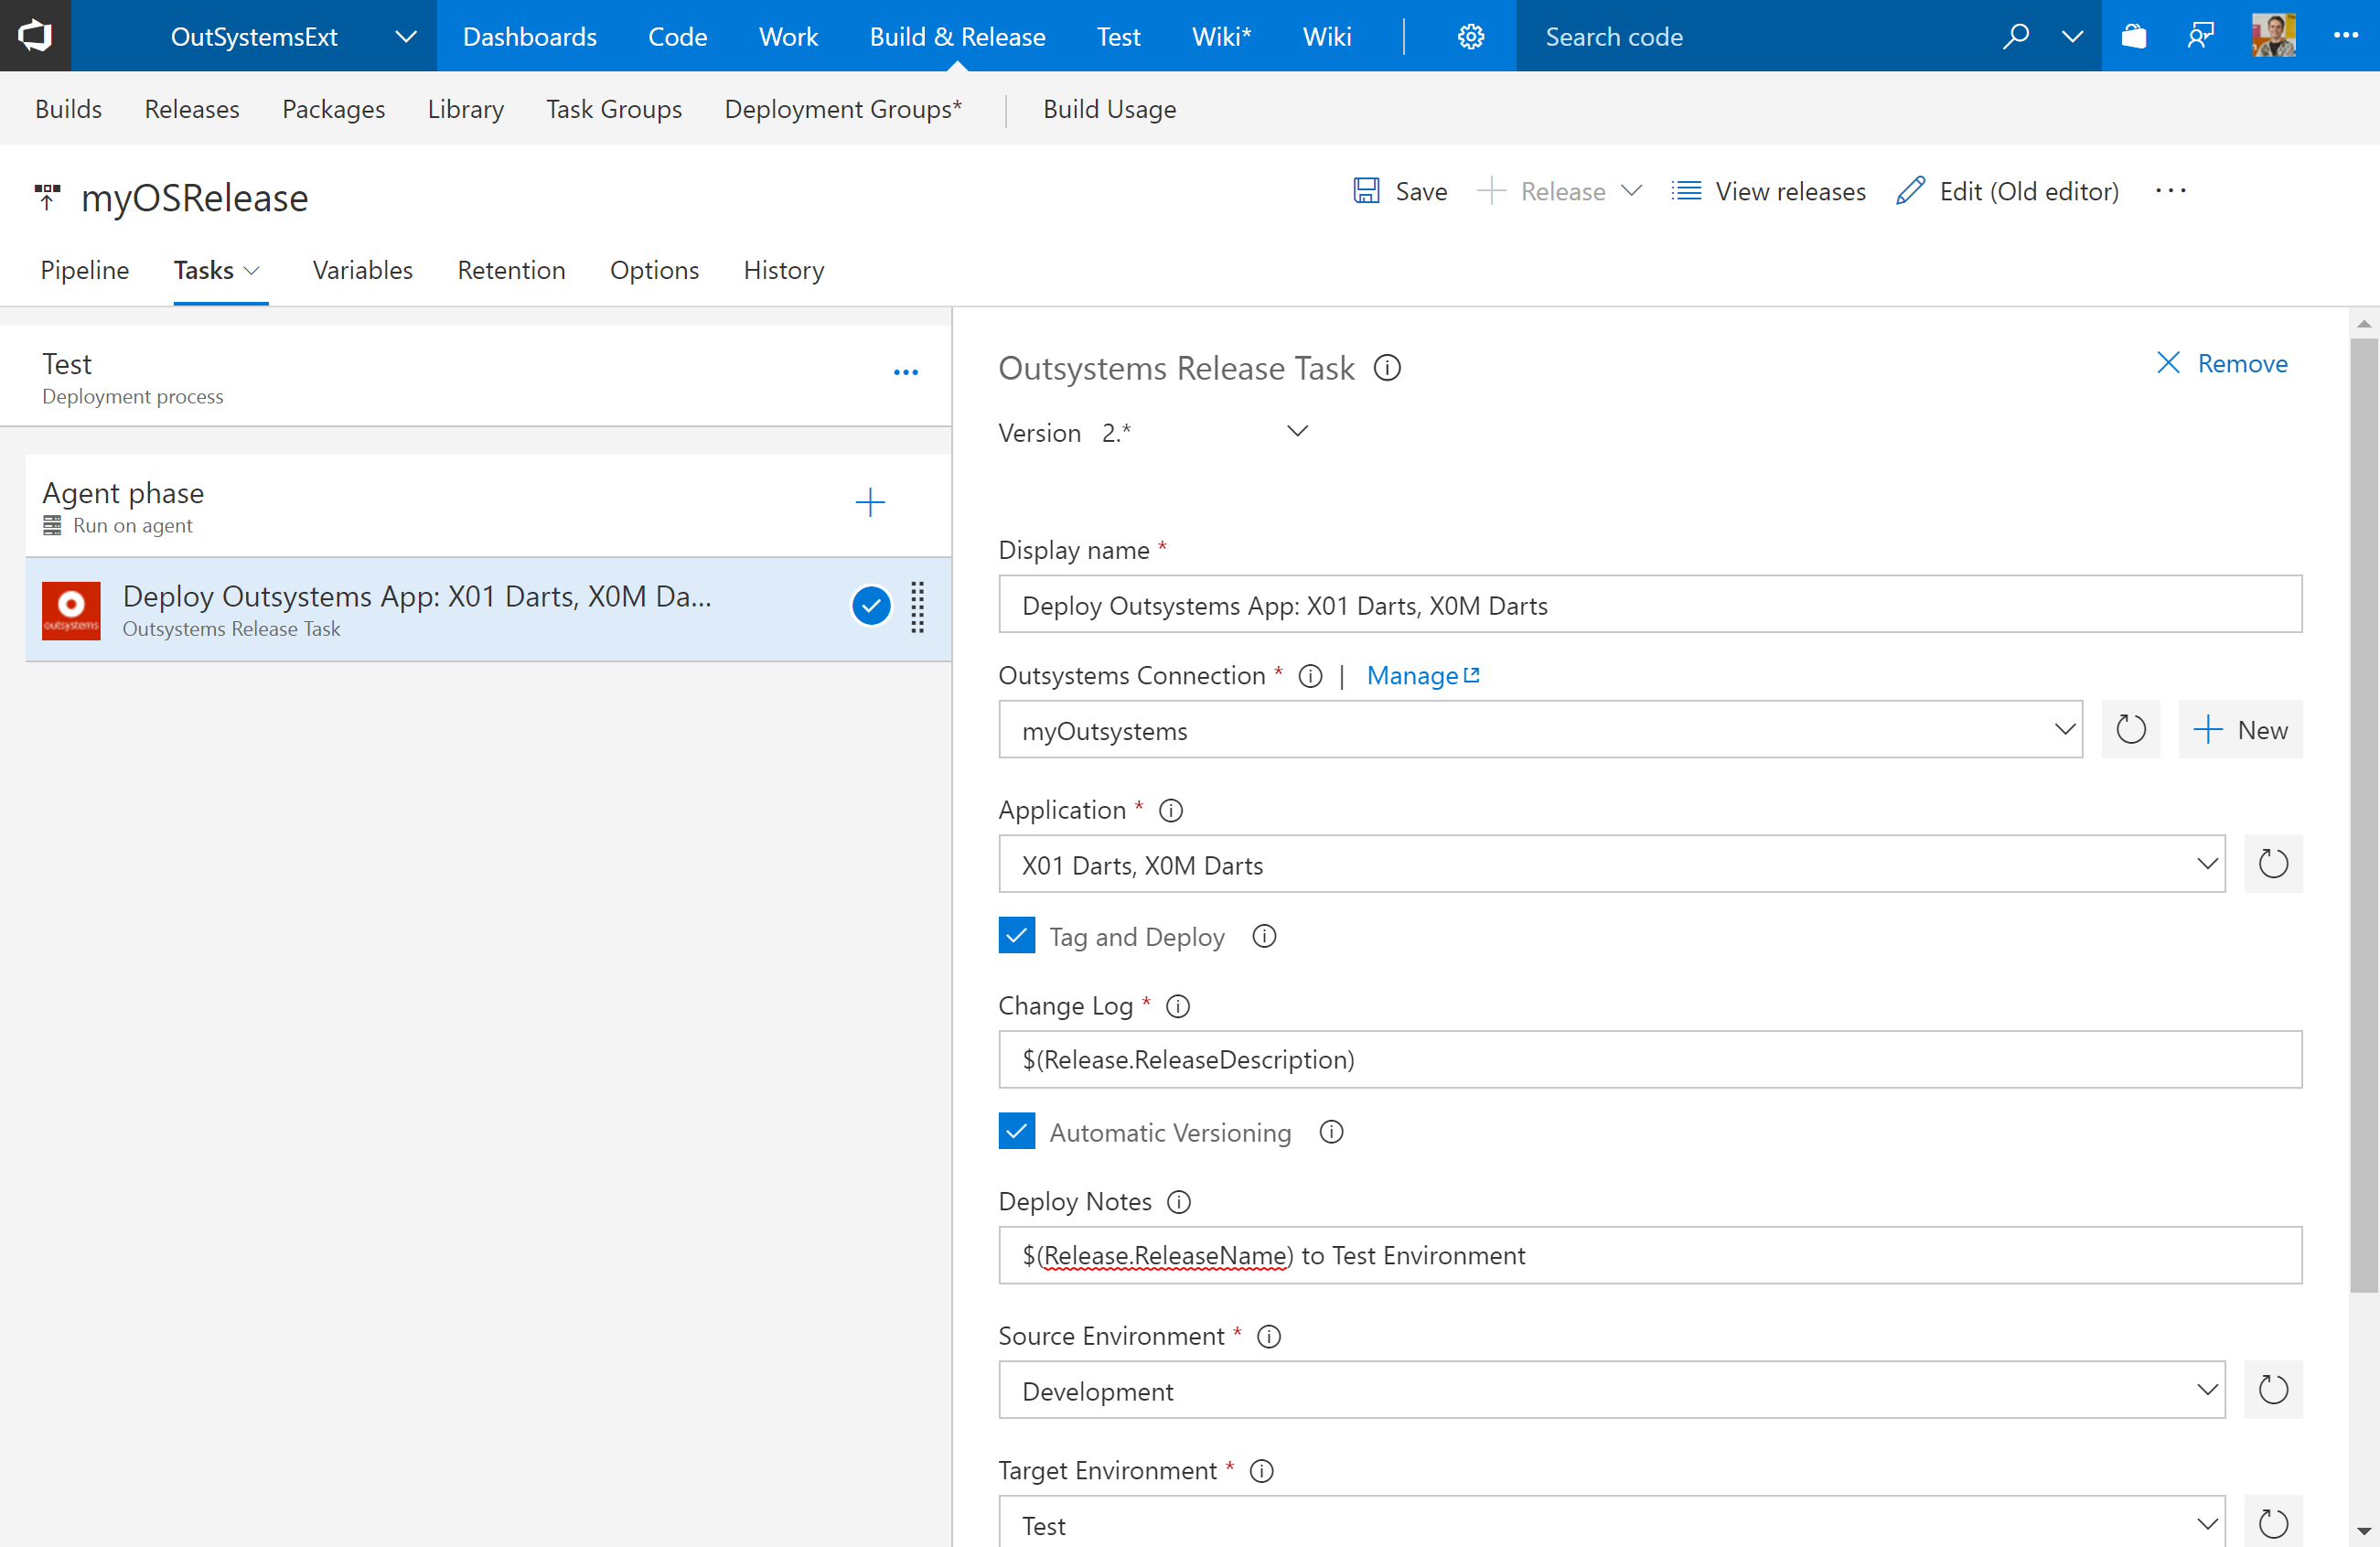 OutSystemsExt Dashboards Code Work Build & Release Test Wiki* Wiki Search code
Builds Releases Packages Library Task Groups Deployment Groups* Build Usage
myOSRelease
Save Release View releases Edit (Old editor)
Pipeline Tasks Variables Retention Options History
Test
Deployment process
Agent phase
Run on agent
outsystems
Deploy Outsystems App: X01 Darts, X0M Da...
Outsystems Release Task
Outsystems Release Task
Remove
Version 2.*
Display name *
Deploy Outsystems App: X01 Darts, X0M Darts
Outsystems Connection * | Manage
myOutsystems
New
Application *
X01 Darts, X0M Darts
Tag and Deploy
Change Log *
$(Release.ReleaseDescription)
Automatic Versioning
Deploy Notes
$(Release.ReleaseName) to Test Environment
Source Environment *
Development
Target Environment *
Test